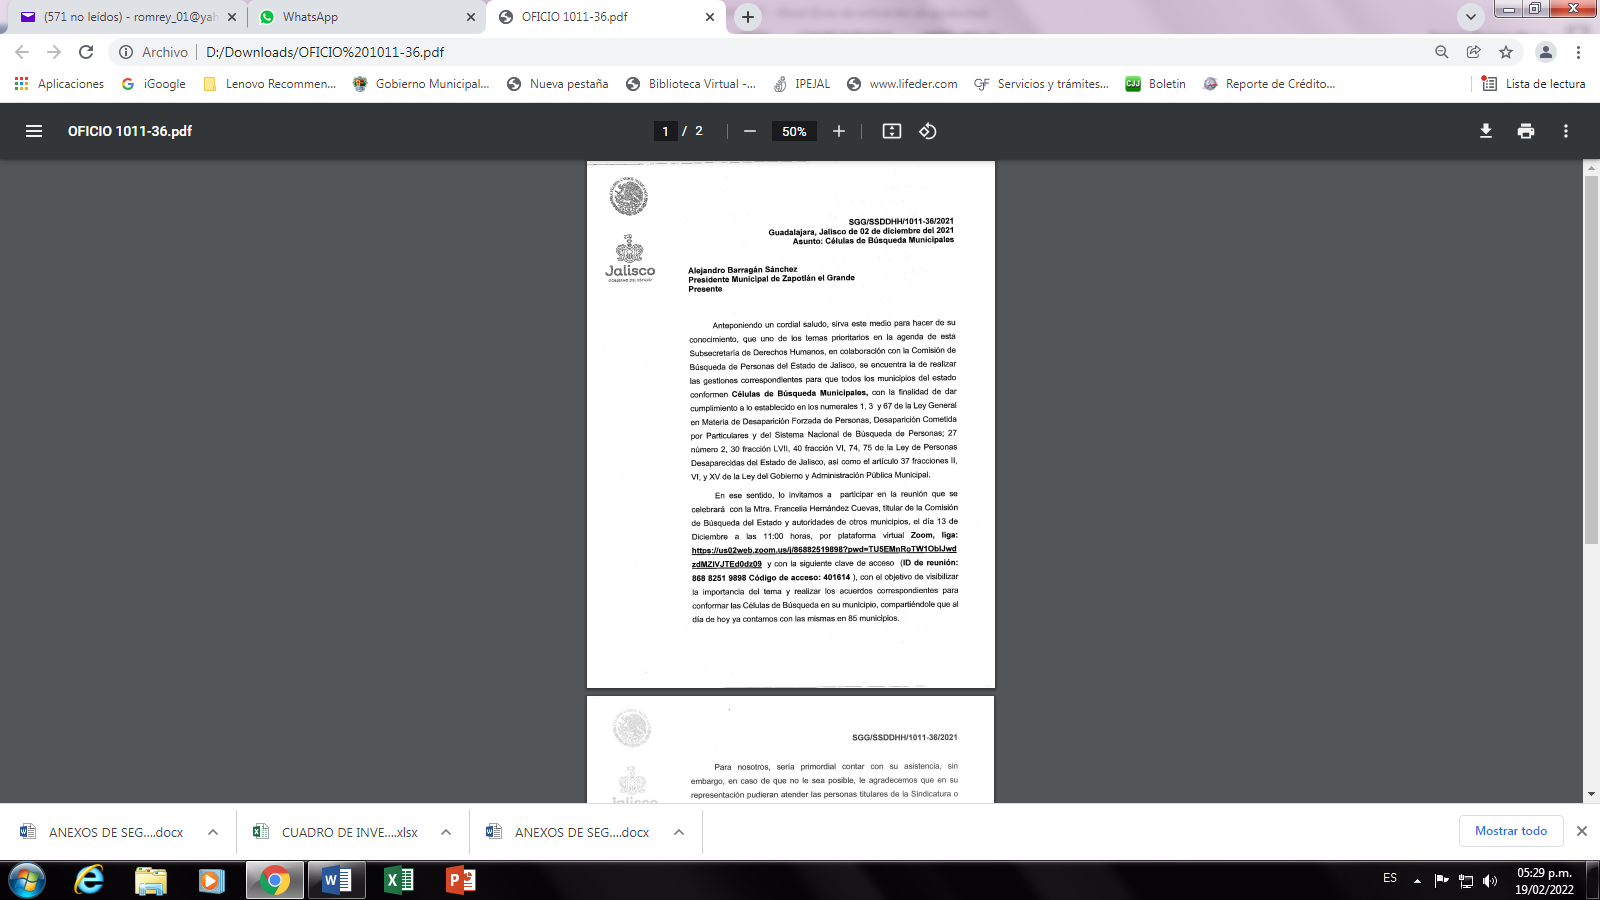 (571 no leídos) - romrey_01@yah
WhatsApp
OFICIO 1011-36.pdf
Archivo
D:/Downloads/OFICIO%201011-36.pdf
Aplicaciones
iGoogle
Lenovo Recommen...
Gobierno Municipal...
Nueva pestaña
Biblioteca Virtual -...
IPEJAL
www.lifeder.com
Servicios y trámites...
Boletin
Reporte de Crédito...
Lista de lectura
OFICIO 1011-36.pdf
1 / 2
50%
SGG/SSDDHH/1011-36/2021
Guadalajara, Jalisco de 02 de diciembre del 2021
Asunto: Células de Búsqueda Municipales
Jalisco
GOBIERNO DEL ESTADO
Alejandro Barragán Sánchez
Presidente Municipal de Zapotlán el Grande
Presente
Anteponiendo un cordial saludo, sirva este medio para hacer de su
conocimiento, que uno de los temas prioritarios en la agenda de esta
Subsecretaría de Derechos Humanos, en colaboración con la Comisión de
Búsqueda de Personas del Estado de Jalisco, se encuentra la de realizar
las gestiones correspondientes para que todos los municipios del estado
conformen Células de Búsqueda Municipales, con la finalidad de dar
cumplimiento a lo establecido en los numerales 1, 3 y 67 de la Ley General
en Materia de Desaparición Forzada de Personas, Desaparición Cometida
por Particulares y del Sistema Nacional de Búsqueda de Personas; 27
número 2, 30 fracción LVII, 40 fracción VI, 74, 75 de la Ley de Personas
Desaparecidas del Estado de Jalisco, así como el artículo 37 fracciones II,
VI, y XV de la Ley del Gobierno y Administración Pública Municipal.
En ese sentido, lo invitamos a participar en la reunión que se
celebrará con la Mtra. Francelia Hernández Cuevas, titular de la Comisión
de Búsqueda del Estado y autoridades de otros municipios, el día 13 de
Diciembre a las 11:00 horas, por plataforma virtual Zoom, liga:
https://us02web.zoom.us/j/86882519898?pwd=TU5EMnRoTW1OblJwd
zdMZlVJTEd0dz09 y con la siguiente clave de acceso (ID de reunión:
868 8251 9898 Código de acceso: 401614 ), con el objetivo de visibilizar
la importancia del tema y realizar los acuerdos correspondientes para
conformar las Células de Búsqueda en su municipio, compartiéndole que al
día de hoy ya contamos con las mismas en 85 municipios.
SGG/SSDDHH/1011-36/2021
Jalisco
Para nosotros, sería primordial contar con su asistencia, sin
embargo, en caso de que no le sea posible, le agradecemos que en su
representación pudieran atender las personas titulares de la Sindicatura o
ANEXOS DE SEG....docx
CUADRO DE INVE....xlsx
ANEXOS DE SEG....docx
Mostrar todo
ES
05:29 p.m.
19/02/2022